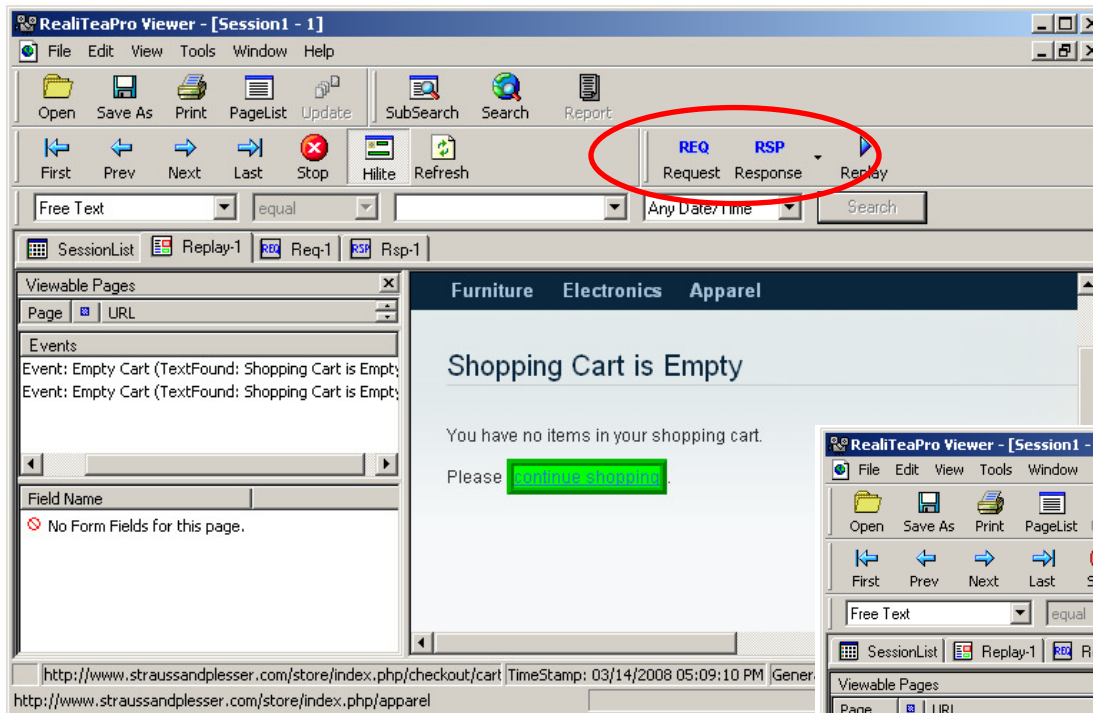 RealiTeaPro Viewer - [Session1 - 1]
File Edit View Tools Window Help
Open Save As Print PageList Update SubSearch Search Report
REQ RSP
First Prev Next Last Stop Hilite Refresh Request Response Replay
Free Text equal Any Date/Time Search
SessionList Replay-1 REQ Req-1 RSP Rsp-1
Viewable Pages
Page URL
Events
Event: Empty Cart (TextFound: Shopping Cart is Empty
Event: Empty Cart (TextFound: Shopping Cart is Empty
Field Name
No Form Fields for this page.
Furniture Electronics Apparel
Shopping Cart is Empty
You have no items in your shopping cart.
Please continue shopping.
http://www.straussandplesser.com/store/index.php/checkout/cart TimeStamp: 03/14/2008 05:09:10 PM Gener
http://www.straussandplesser.com/store/index.php/apparel
RealiTeaPro Viewer - [Session1 -
File Edit View Tools Window
Open Save As Print PageList
First Prev Next Last S
Free Text equal
SessionList Replay-1 REQ R
Viewable Pages
Page URL